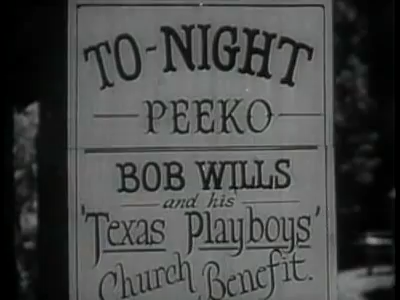 TO-NIGHT
PEEKO
BOB WILLS
and his
'Texas Playboys'
Church Benefit.